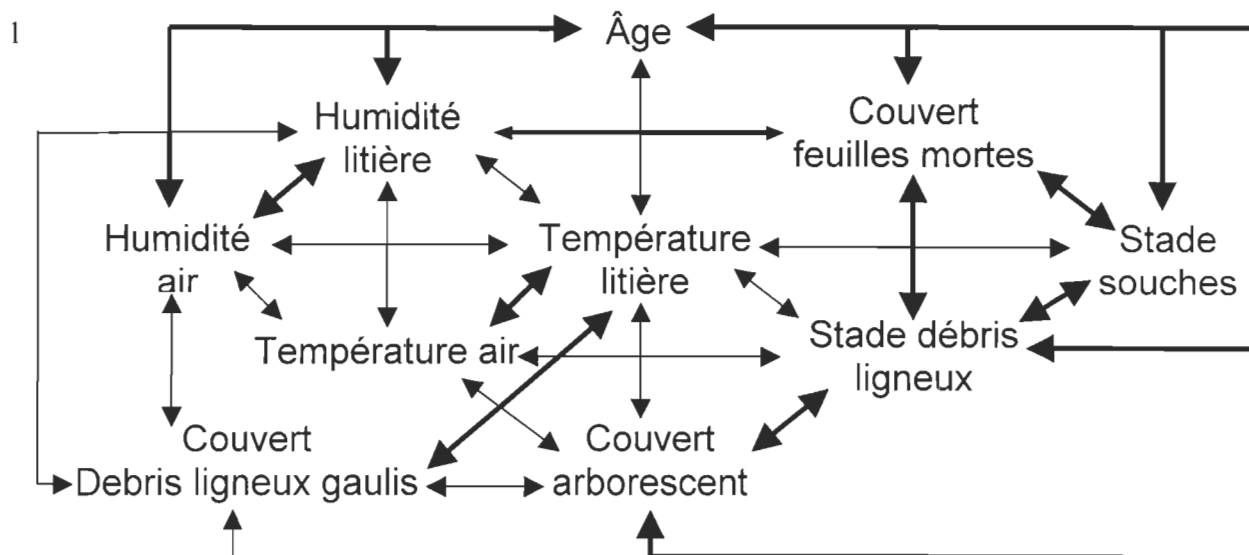 1
Âge
Humidité
litière
Couvert
feuilles mortes
Humidité
air
Température
litière
Stade
souches
Température air
Stade débris
ligneux
Couvert
Debris ligneux gaulis
Couvert
arborescent